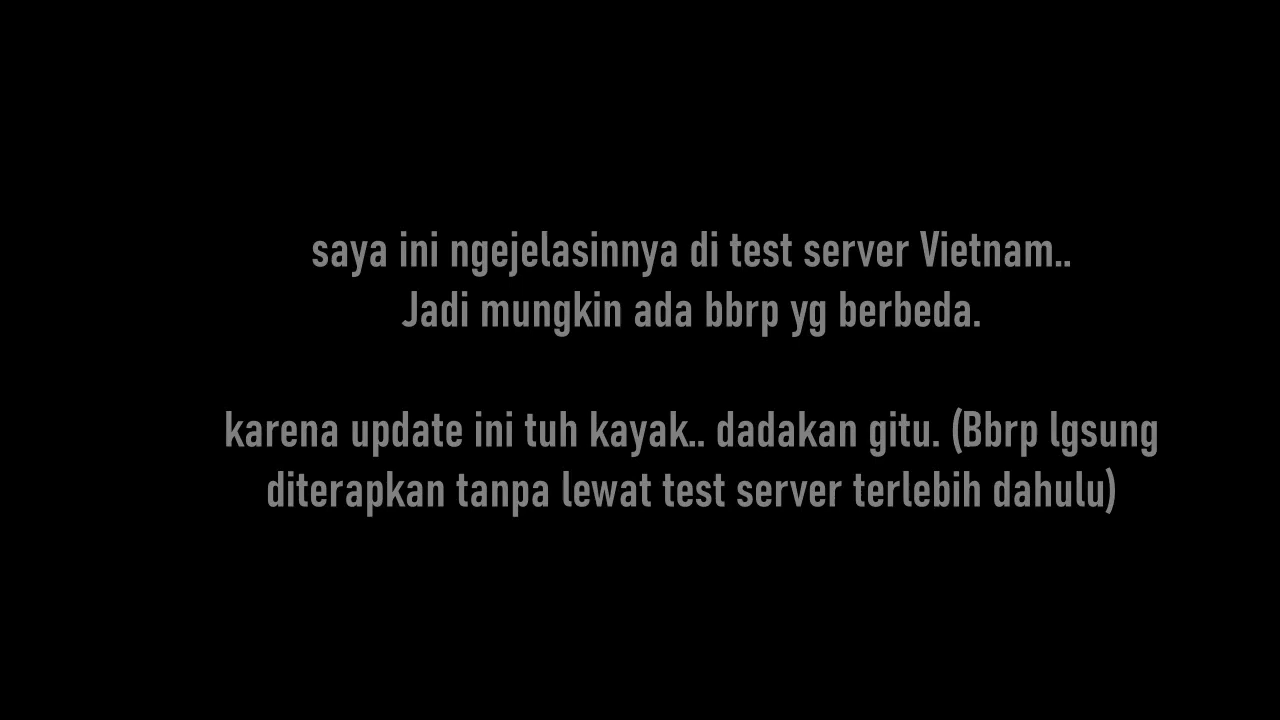 saya ini ngejelasinnya di test server Vietnam..
Jadi mungkin ada bbrp yg berbeda.
karena update ini tuh kayak.. dadakan gitu. (Bbrp lgsung
diterapkan tanpa lewat test server terlebih dahulu)